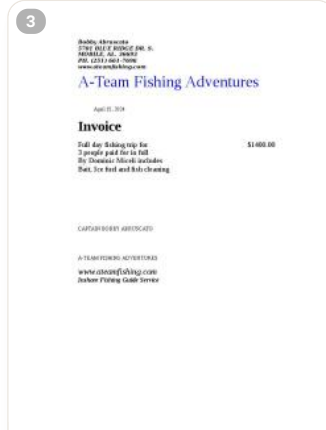 3
Bobby Abruscato
5701 BLUE RIDGE DR. S.
MOBILE, AL. 36693
PH. (251) 661-7696
www.ateamfishing.com
A-Team Fishing Adventures
April 15, 2024
Invoice
Full day fishing trip for $1400.00
3 people paid for in full
By Dominic Miceli includes
Bait, Ice fuel and fish cleaning
CAPTAIN BOBBY ABRUSCATO
A-TEAM FISHING ADVENTURES
www.ateamfishing.com
Inshore Fishing Guide Service